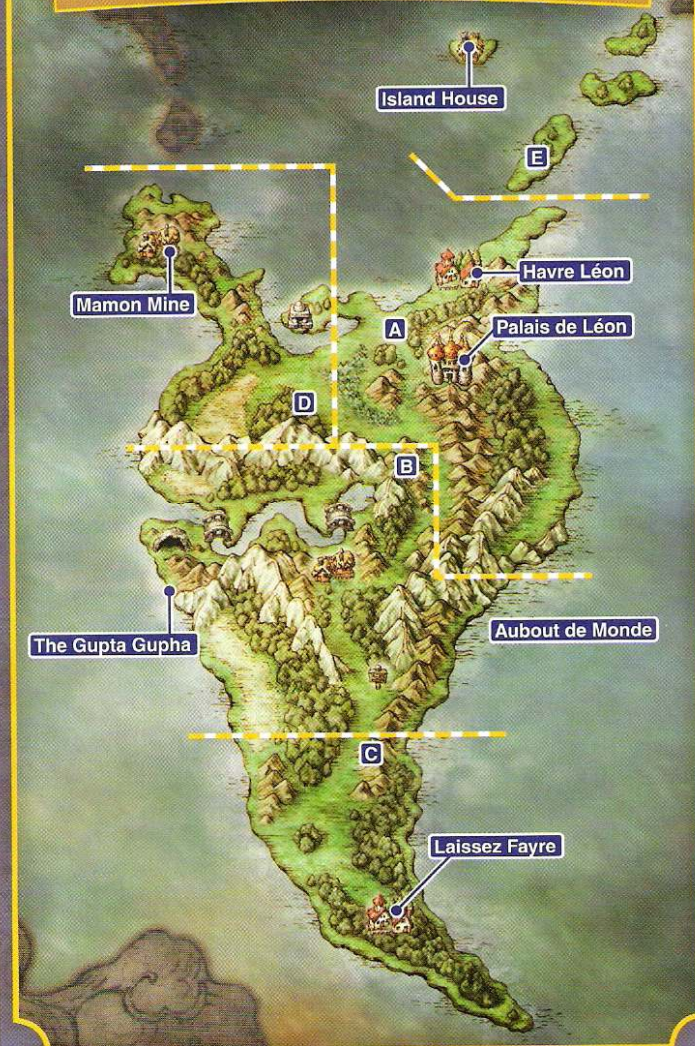 Island House
E
Havre Léon
Mamon Mine
A
Palais de Léon
D
B
Aubout de Monde
The Gupta Gupha
C
Laissez Fayre